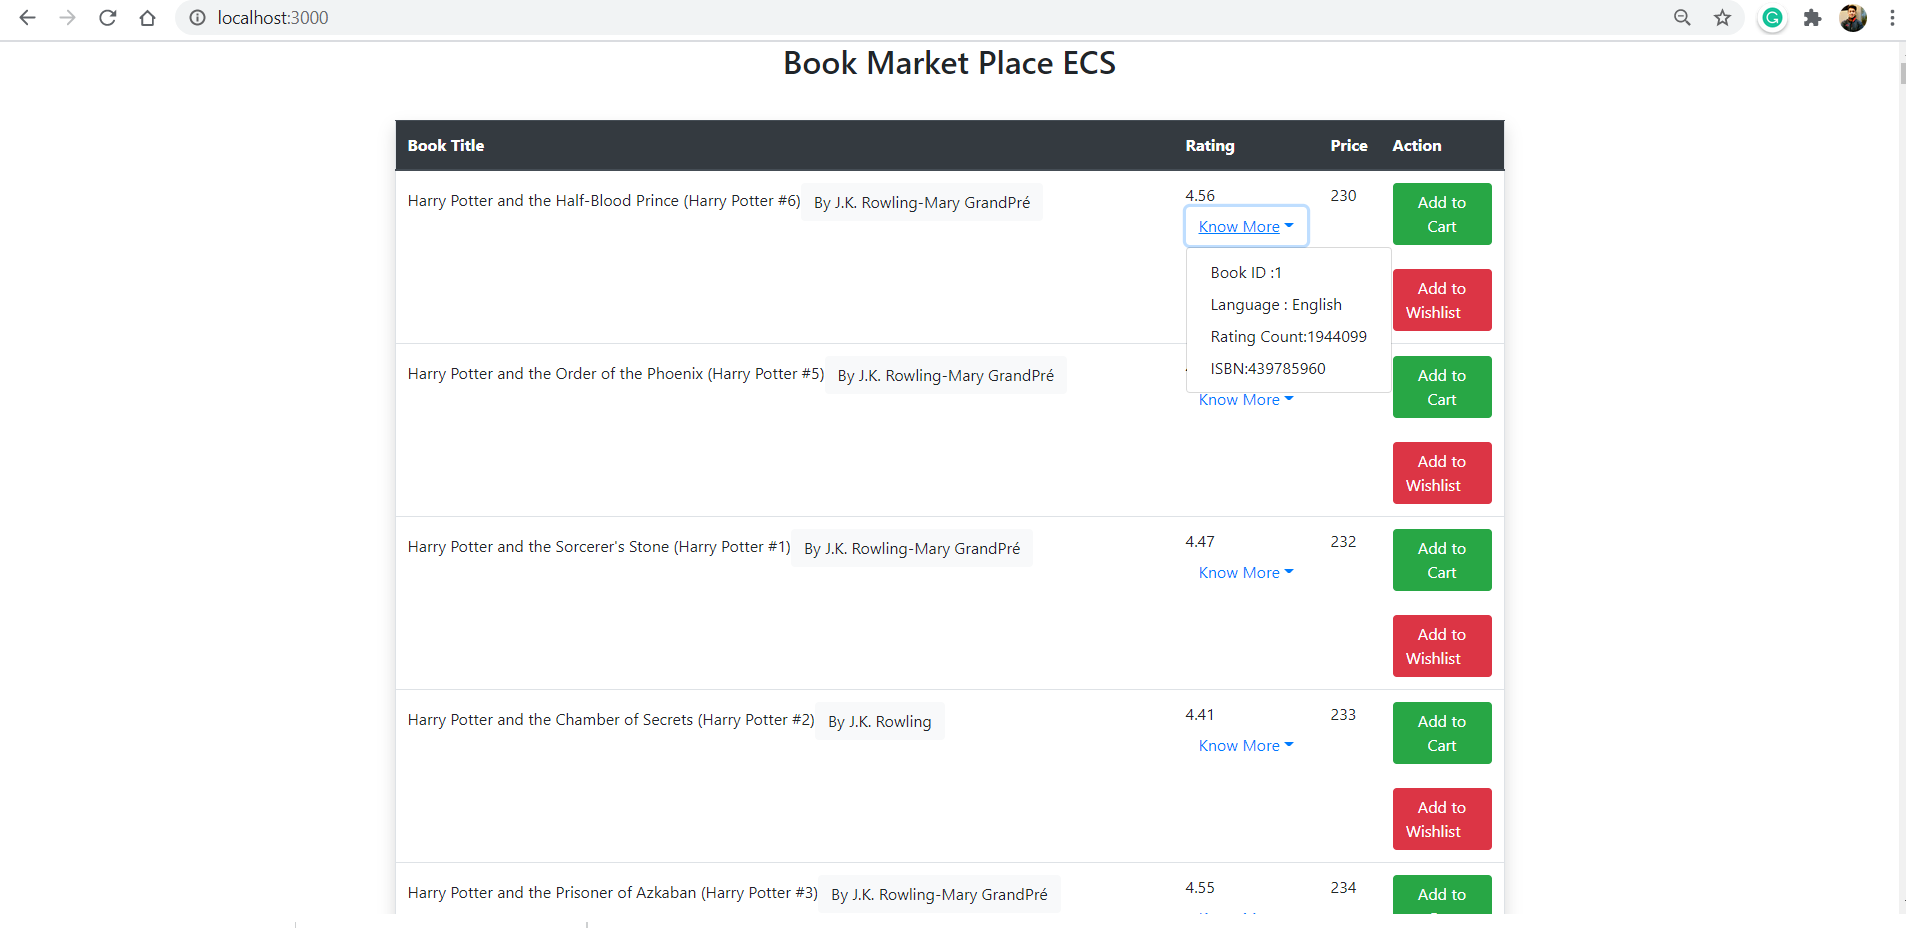 localhost:3000
Book Market Place ECS
Book Title Rating Price Action
Harry Potter and the Half-Blood Prince (Harry Potter #6) By J.K. Rowling-Mary GrandPré 4.56 230 Add to
Cart
Know More
Book ID :1
Language : English
Rating Count:1944099
ISBN:439785960
Add to
Wishlist
Harry Potter and the Order of the Phoenix (Harry Potter #5) By J.K. Rowling-Mary GrandPré Add to
Cart
Know More
Add to
Wishlist
Harry Potter and the Sorcerer's Stone (Harry Potter #1) By J.K. Rowling-Mary GrandPré 4.47 232 Add to
Cart
Know More
Add to
Wishlist
Harry Potter and the Chamber of Secrets (Harry Potter #2) By J.K. Rowling 4.41 233 Add to
Cart
Know More
Add to
Wishlist
Harry Potter and the Prisoner of Azkaban (Harry Potter #3) By J.K. Rowling-Mary GrandPré 4.55 234 Add to